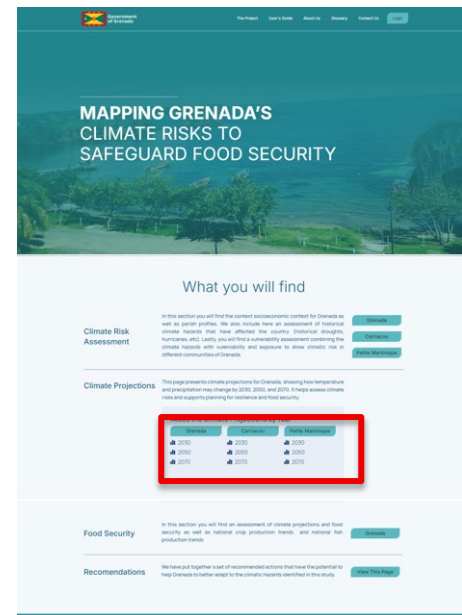 Government
of Grenada
The Project User's Guide About Us Glossary Contact Us Login
MAPPING GRENADA'S
CLIMATE RISKS TO
SAFEGUARD FOOD SECURITY
What you will find
Climate Risk
Assessment
In this section you will find the context socioeconomic context for Grenada as
well as parish profiles. We also include here an assessment of historical
climate hazards that have affected the country (historical droughts,
hurricanes, etc). Lastly, you will find a vulnerability assessment combining the
climate hazards with vulnerability and exposure to show climatic risk in
different communities of Grenada.
Grenada
Carriacou
Petite Martinique
Climate Projections
This page presents climate projections for Grenada, showing how temperature
and precipitation may change by 2030, 2050, and 2070. It helps assess climate
risks and supports planning for resilience and food security.
Access the Climate Projections by Year
Grenada Carriacou Petite Martinique
2030 2030 2030
2050 2050 2050
2070 2070 2070
Food Security
In this section you will find an assessment of climate projections and food
security as well as national crop production trends and national fish
production trends
Grenada
Recomendations
We have put together a set of recommended actions that have the potential to
help Grenada to better adapt to the climatic hazards identified in this study.
View This Page